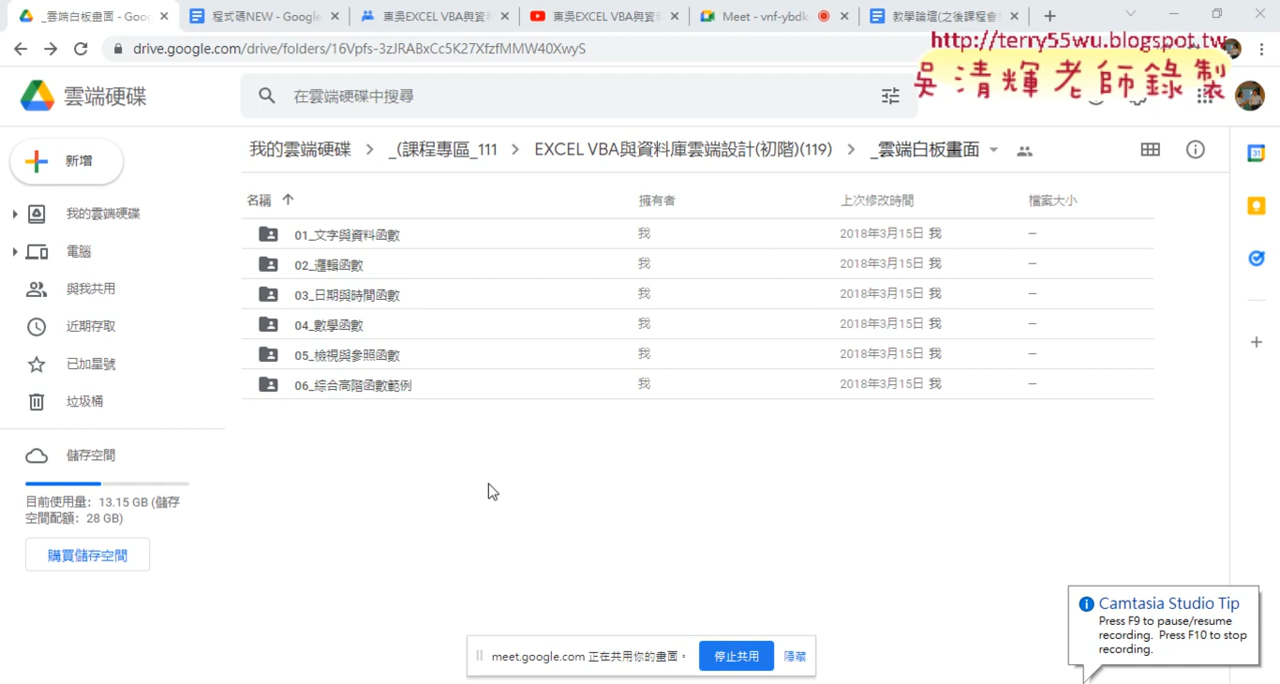 _雲端白板畫面 - Goog
程式碼NEW - Google
東吳EXCEL VBA與資
東吳EXCEL VBA與資
Meet - vnf-ybdk
教學論壇(之後課程會
drive.google.com/drive/folders/16Vpfs-3zJRABxCc5K27XfzfMMW40XwyS
http://terry55wu.blogspot.tw
吳清輝老師錄製
雲端硬碟
在雲端硬碟中搜尋
新增
我的雲端硬碟 > _(課程專區_111 > EXCEL VBA與資料庫雲端設計(初階)(119) > _雲端白板畫面
名稱 擁有者 上次修改時間 檔案大小
01_文字與資料函數 我 2018年3月15日 我 –
02_邏輯函數 我 2018年3月15日 我 –
03_日期與時間函數 我 2018年3月15日 我 –
04_數學函數 我 2018年3月15日 我 –
05_檢視與參照函數 我 2018年3月15日 我 –
06_綜合高階函數範例 我 2018年3月15日 我 –
我的雲端硬碟
電腦
與我共用
近期存取
已加星號
垃圾桶
儲存空間
目前使用量：13.15 GB (儲存
空間配額：28 GB)
購買儲存空間
31
meet.google.com 正在共用你的畫面。
停止共用
隱藏
Camtasia Studio Tip
Press F9 to pause/resume
recording. Press F10 to stop
recording.